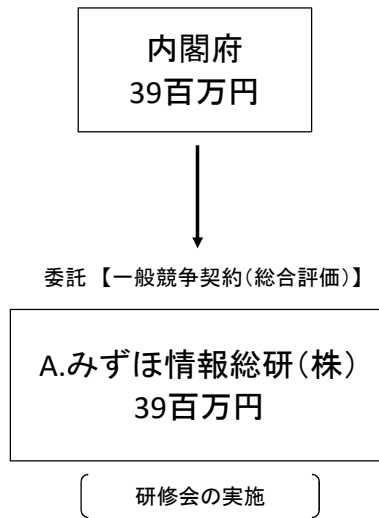 内閣府
39百万円
委託 【一般競争契約(総合評価)】
A.みずほ情報総研(株)
39百万円
研修会の実施